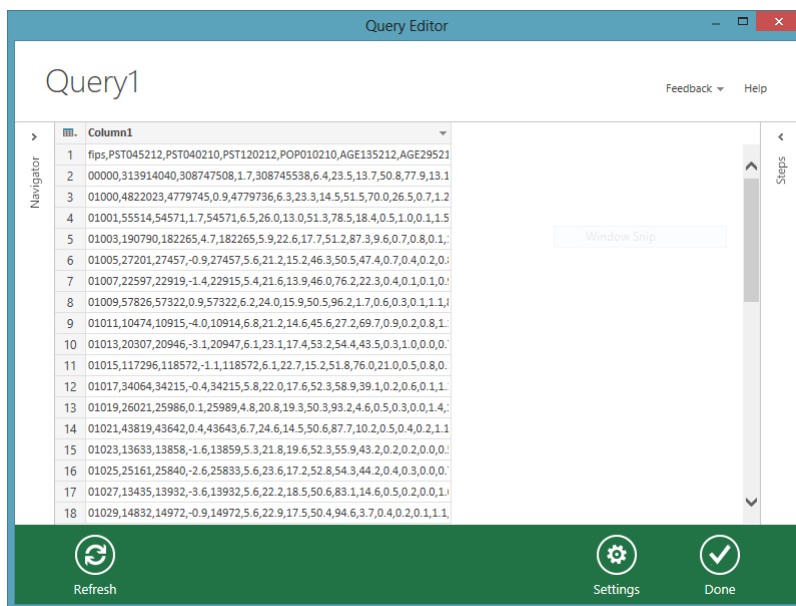 Query Editor
Query1
Feedback
Help
Navigator
Steps
Column1
1 fips,PST045212,PST040210,PST120212,POP010210,AGE135212,AGE29521
2 00000,313914040,308747508,1.7,308745538,6.4,23.5,13.7,50.8,77.9,13.1
3 01000,4822023,4779745,0.9,4779736,6.3,23.3,14.5,51.5,70.0,26.5,0.7,1.2
4 01001,55514,54571,1.7,54571,6.5,26.0,13.0,51.3,78.5,18.4,0.5,1.0,0.1,1.5
5 01003,190790,182265,4.7,182265,5.9,22.6,17.7,51.2,87.3,9.6,0.7,0.8,0.1,
6 01005,27201,27457,-0.9,27457,5.6,21.2,15.2,46.3,50.5,47.4,0.7,0.4,0.2,0.
7 01007,22597,22919,-1.4,22915,5.4,21.6,13.9,46.0,76.2,22.3,0.4,0.1,0.1,0.
8 01009,57826,57322,0.9,57322,6.2,24.0,15.9,50.5,96.2,1.7,0.6,0.3,0.1,1.1,
9 01011,10474,10915,-4.0,10914,6.8,21.2,14.6,45.6,27.2,69.7,0.9,0.2,0.8,1.
10 01013,20307,20946,-3.1,20947,6.1,23.1,17.4,53.2,54.4,43.5,0.3,1.0,0.0,0.
11 01015,117296,118572,-1.1,118572,6.1,22.7,15.2,51.8,76.0,21.0,0.5,0.8,0.
12 01017,34064,34215,-0.4,34215,5.8,22.0,17.6,52.3,58.9,39.1,0.2,0.6,0.1,1.
13 01019,26021,25986,0.1,25989,4.8,20.8,19.3,50.3,93.2,4.6,0.5,0.3,0.0,1.4,
14 01021,43819,43642,0.4,43643,6.7,24.6,14.5,50.6,87.7,10.2,0.5,0.4,0.2,1.1
15 01023,13633,13858,-1.6,13859,5.3,21.8,19.6,52.3,55.9,43.2,0.2,0.2,0.0,0.
16 01025,25161,25840,-2.6,25833,5.6,23.6,17.2,52.8,54.3,44.2,0.4,0.3,0.0,0.
17 01027,13435,13932,-3.6,13932,5.6,22.2,18.5,50.6,83.1,14.6,0.5,0.2,0.0,1.
18 01029,14832,14972,-0.9,14972,5.6,22.9,17.5,50.4,94.6,3.7,0.4,0.2,0.1,1.1,
Window Snip
Refresh
Settings
Done